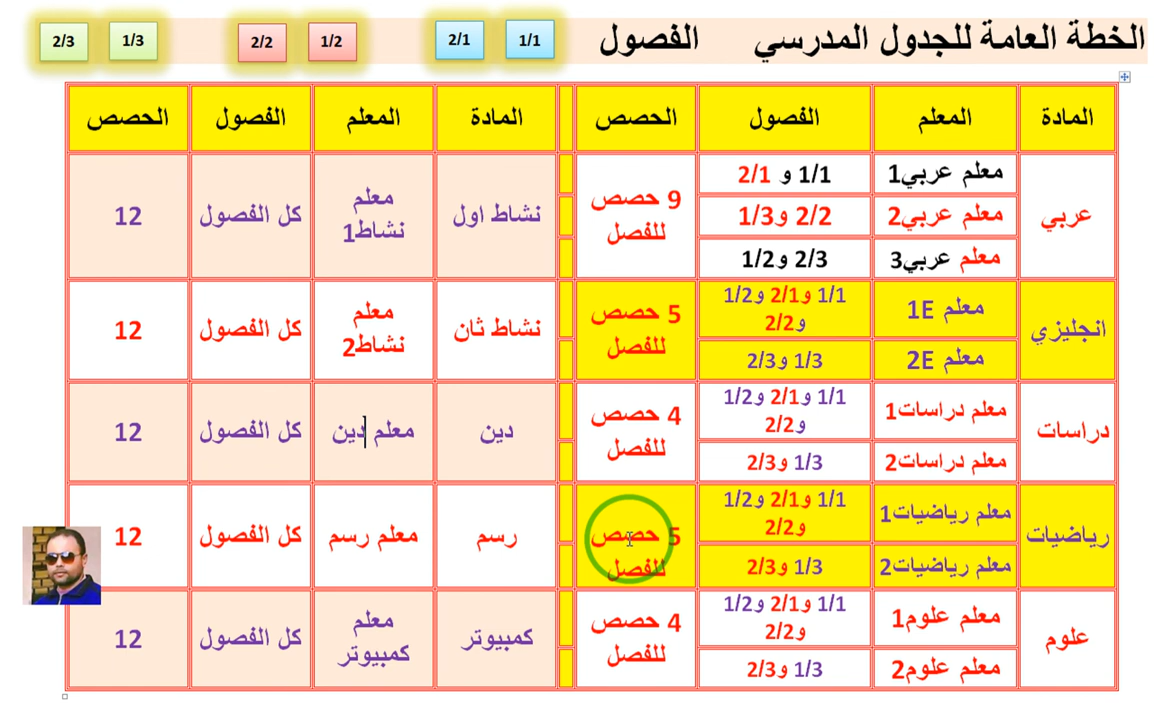 الخطة العامة للجدول المدرسي الفصول 1/1 2/1 1/2 2/2 1/3 2/3
المادة المعلم الفصول الحصص المادة المعلم الفصول الحصص
عربي
معلم عربي1 1/1 و 2/1
معلم عربي2 2/2 و1/3
معلم عربي3 2/3 و1/2
9 حصص
للفصل
نشاط اول
معلم
نشاط1
كل الفصول
12
انجليزي
معلم 1E
1/1 و2/1 و1/2
و2/2
معلم 2E 1/3 و2/3
5 حصص
للفصل
نشاط ثان
معلم
نشاط2
كل الفصول
12
دراسات
معلم دراسات1
1/1 و2/1 و1/2
و2/2
معلم دراسات2 1/3 و2/3
4 حصص
للفصل
دين
معلم دين
كل الفصول
12
رياضيات
معلم رياضيات1
1/1 و2/1 و1/2
و2/2
معلم رياضيات2 1/3 و2/3
5 حصص
للفصل
رسم
معلم رسم
كل الفصول
12
علوم
معلم علوم1
1/1 و2/1 و1/2
و2/2
معلم علوم2 1/3 و2/3
4 حصص
للفصل
كمبيوتر
معلم
كمبيوتر
كل الفصول
12